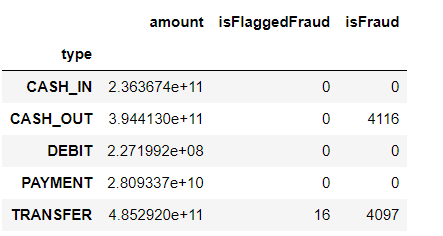 amount isFlaggedFraud isFraud
type
CASH_IN 2.363674e+11 0 0
CASH_OUT 3.944130e+11 0 4116
DEBIT 2.271992e+08 0 0
PAYMENT 2.809337e+10 0 0
TRANSFER 4.852920e+11 16 4097